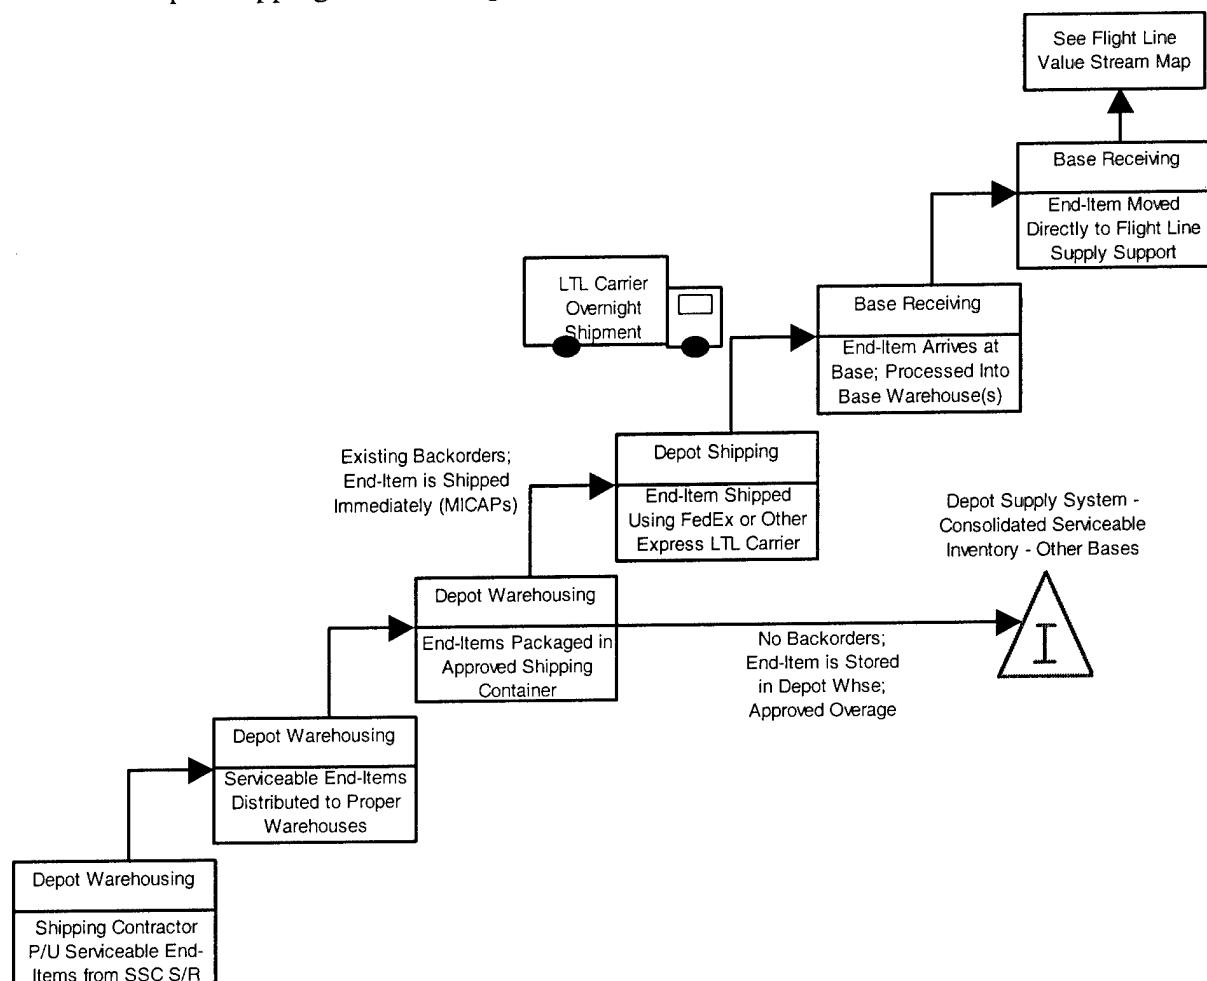 See Flight Line
Value Stream Map
Base Receiving
End-Item Moved
Directly to Flight Line
Supply Support
LTL Carrier
Overnight
Shipment
Base Receiving
End-Item Arrives at
Base; Processed Into
Base Warehouse(s)
Existing Backorders;
End-Item is Shipped
Immediately (MICAPs)
Depot Shipping
End-Item Shipped
Using FedEx or Other
Express LTL Carrier
Depot Supply System -
Consolidated Serviceable
Inventory - Other Bases
I
Depot Warehousing
End-Items Packaged in
Approved Shipping
Container
No Backorders;
End-Item is Stored
in Depot Whse;
Approved Overage
Depot Warehousing
Serviceable End-Items
Distributed to Proper
Warehouses
Depot Warehousing
Shipping Contractor
P/U Serviceable End-
Items from SSC S/R